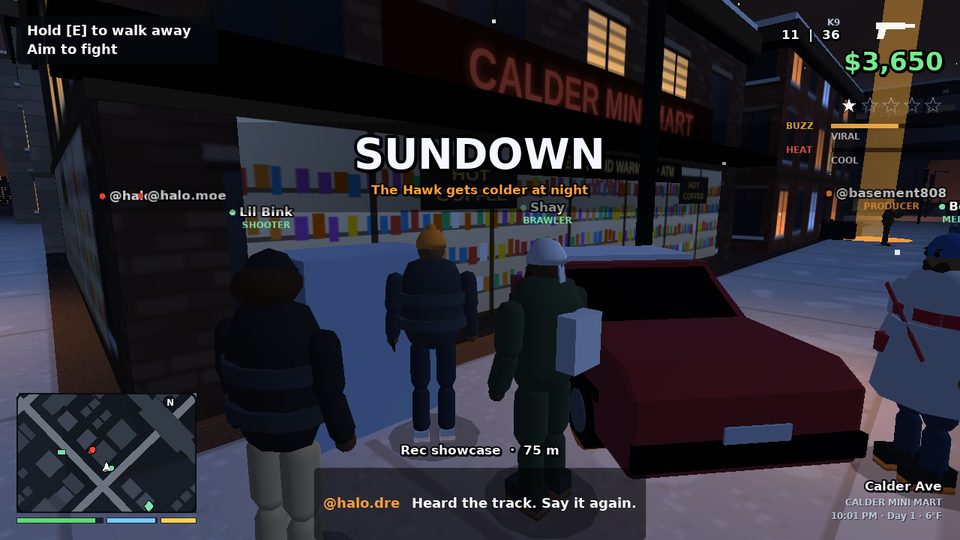 Hold [E] to walk away
Aim to fight
K9
11 | 36
$3,650
BUZZ
VIRAL
HEAT
COOL
CALDER MINI MART
SUNDOWN
The Hawk gets colder at night
HOT
COFFEE
HOT
COFFEE
@halo.moe
Lil Bink
SHOOTER
Shay
BRAWLER
@basement808
PRODUCER
N
Rec showcase · 75 m
@halo.dre Heard the track. Say it again.
Calder Ave
CALDER MINI MART
10:01 PM · Day 1 · 6°F